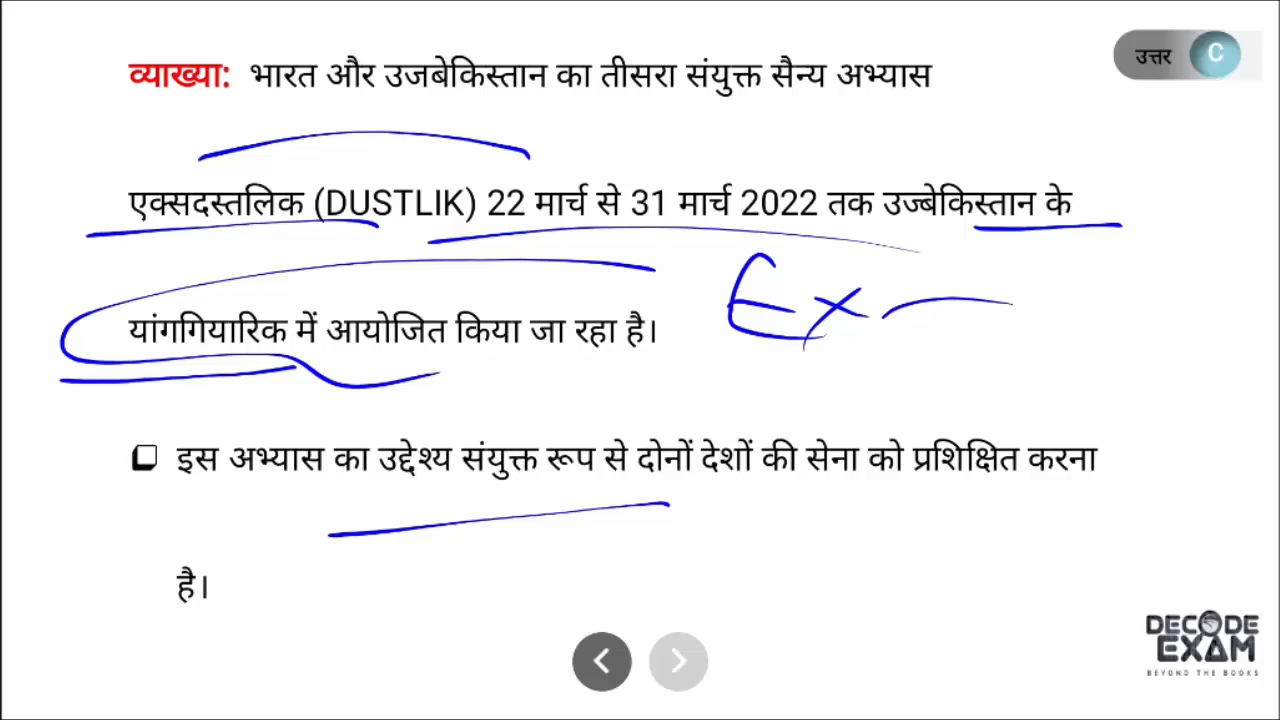 उत्तर C
व्याख्या: भारत और उजबेकिस्तान का तीसरा संयुक्त सैन्य अभ्यास
एक्सदस्तलिक (DUSTLIK) 22 मार्च से 31 मार्च 2022 तक उज्बेकिस्तान के
यांगगियारिक में आयोजित किया जा रहा है।
Ex
इस अभ्यास का उद्देश्य संयुक्त रूप से दोनों देशों की सेना को प्रशिक्षित करना
है।
DECODE
EXAM
BEYOND THE BOOKS